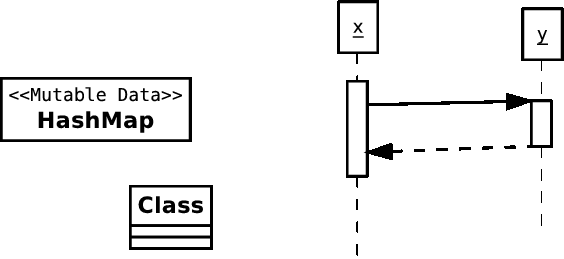 x
y
<<Mutable Data>>
HashMap
Class